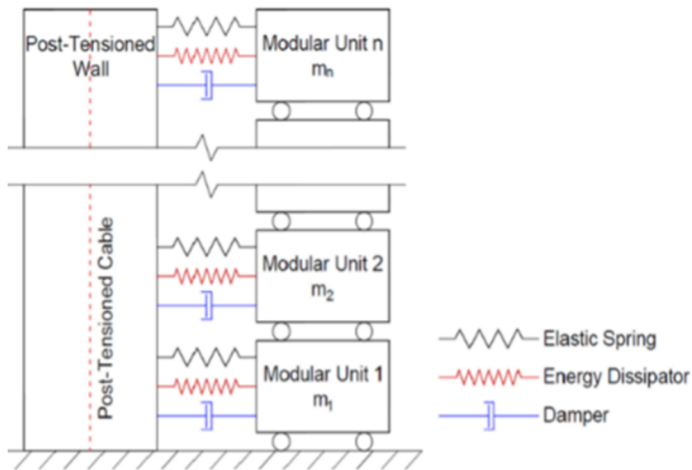 Post-Tensioned
Wall
Modular Unit n
mn
Post-Tensioned Cable
Modular Unit 2
m2
Modular Unit 1
m1
Elastic Spring
Energy Dissipator
Damper